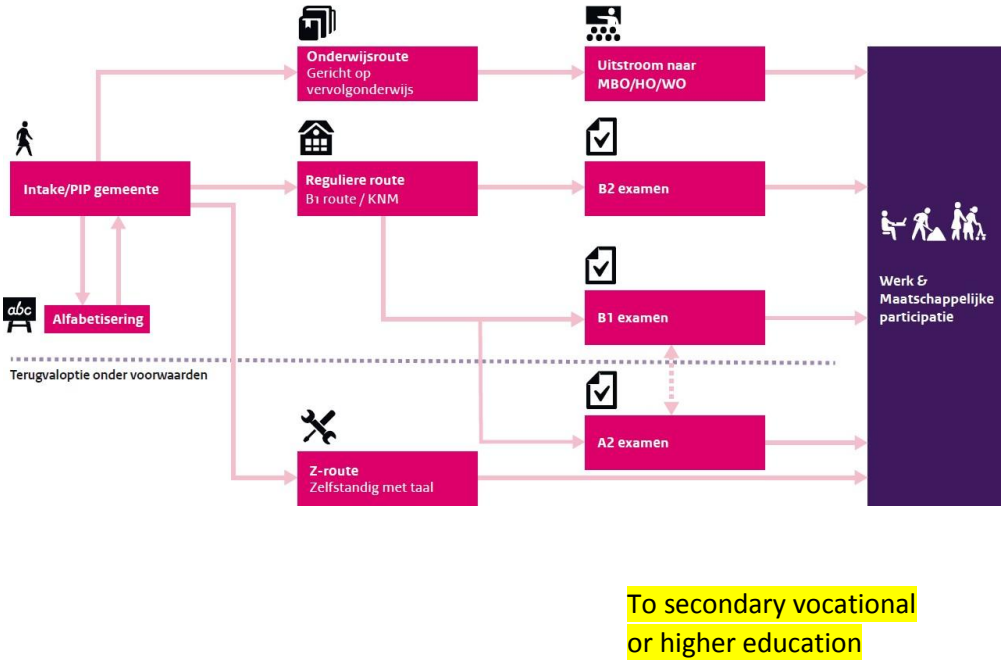 Onderwijsroute
Gericht op
vervolgonderwijs
Uitstroom naar
MBO/HO/WO
Intake/PIP gemeente
Reguliere route
B1 route / KNM
B2 examen
abc
Alfabetisering
B1 examen
Werk &
Maatschappelijke
participatie
Terugvaloptie onder voorwaarden
A2 examen
Z-route
Zelfstandig met taal
To secondary vocational
or higher education